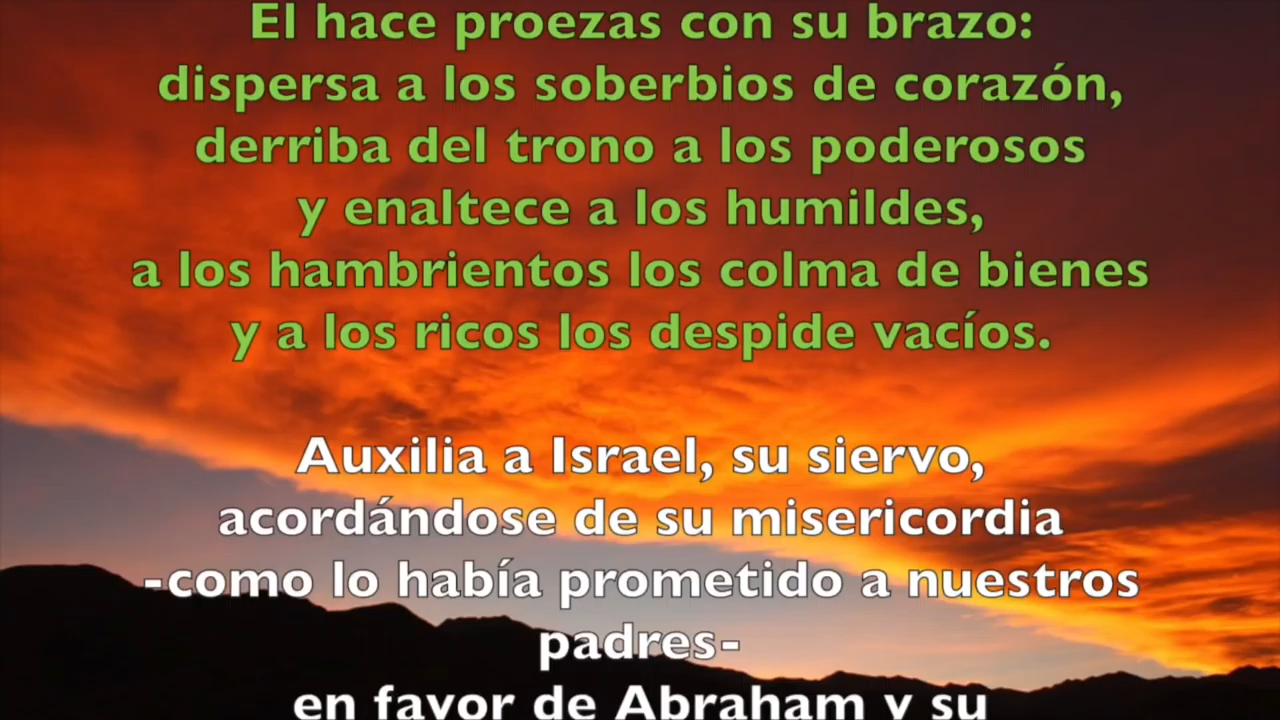 El hace proezas con su brazo:
dispersa a los soberbios de corazón,
derriba del trono a los poderosos
y enaltece a los humildes,
a los hambrientos los colma de bienes
y a los ricos los despide vacíos.
Auxilia a Israel, su siervo,
acordándose de su misericordia
-como lo había prometido a nuestros
padres-
en favor de Abraham y su